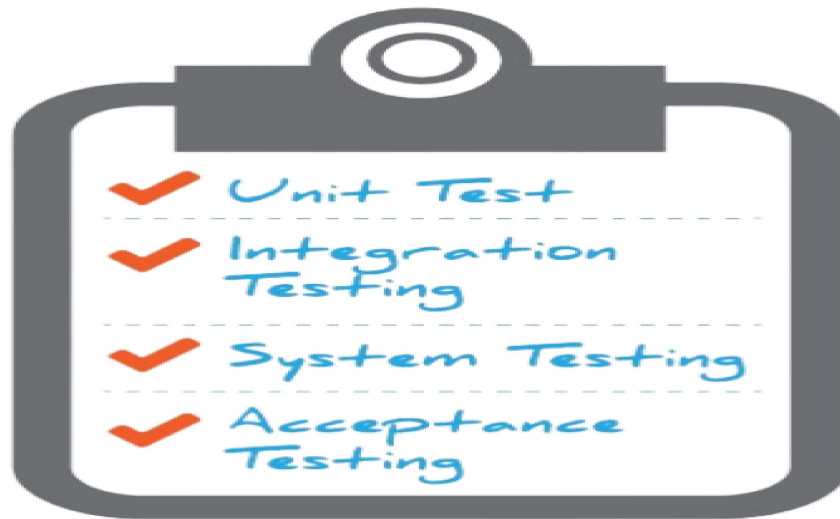 Unit Test
Integration
Testing
System Testing
Acceptance
Testing